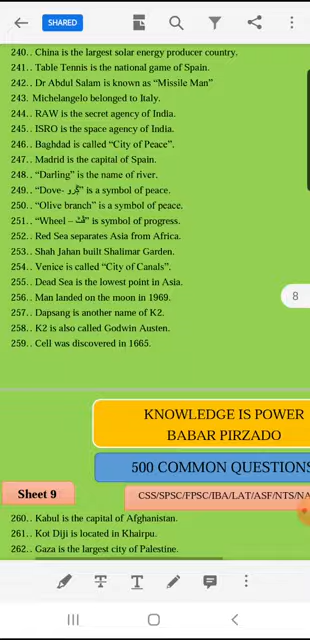 SHARED
240. . China is the largest solar energy producer country.
241. . Table Tennis is the national game of Spain.
242. . Dr Abdul Salam is known as “Missile Man”
243. Michelangelo belonged to Italy.
244. . RAW is the secret agency of India.
245. . ISRO is the space agency of India.
246. . Baghdad is called “City of Peace”.
247. . Madrid is the capital of Spain.
248. . “Darling” is the name of river.
249. . “Dove- is a symbol of peace.
250. . “Olive branch” is a symbol of peace.
251. . “Wheel – is symbol of progress.
252. . Red Sea separates Asia from Africa.
253. . Shah Jahan built Shalimar Garden.
254. . Venice is called “City of Canals”.
255. . Dead Sea is the lowest point in Asia.
256. . Man landed on the moon in 1969.
257. . Dapsang is another name of K2.
258. . K2 is also called Godwin Austen.
259. . Cell was discovered in 1665.
8
KNOWLEDGE IS POWER
BABAR PIRZADO
500 COMMON QUESTIONS
Sheet 9
CSS/SPSC/FPSC/IBA/LAT/ASF/NTS/NA
260. . Kabul is the capital of Afghanistan.
261. . Kot Diji is located in Khairpu.
262. . Gaza is the largest city of Palestine.